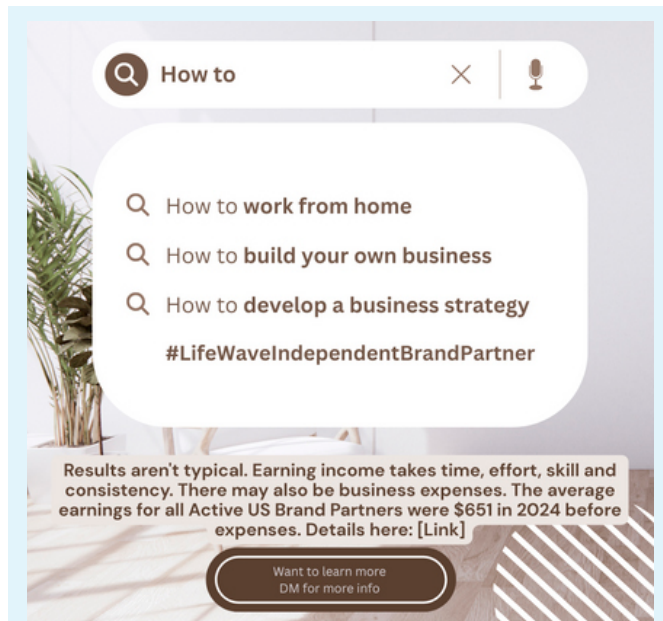 How to
How to work from home
How to build your own business
How to develop a business strategy
#LifeWaveIndependentBrandPartner
Results aren't typical. Earning income takes time, effort, skill and
consistency. There may also be business expenses. The average
earnings for all Active US Brand Partners were $651 in 2024 before
expenses. Details here: [Link]
Want to learn more
DM for more info